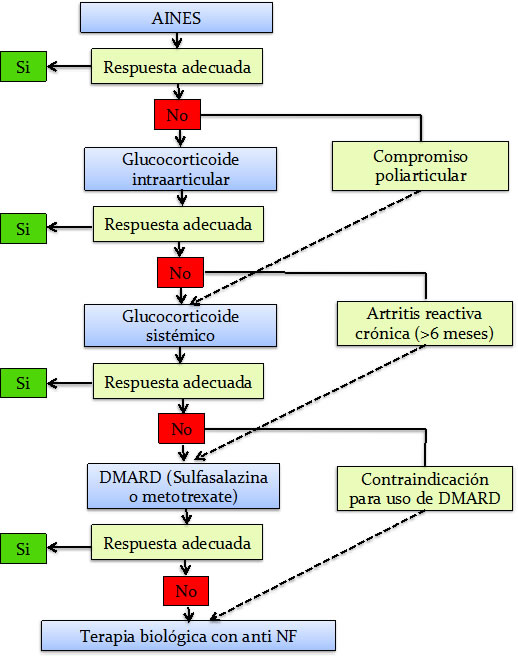 AINES
Si
Respuesta adecuada
No
Glucocorticoide
intraarticular
Compromiso
poliarticular
Si
Respuesta adecuada
No
Glucocorticoide
sistémico
Artritis reactiva
crónica (>6 meses)
Si
Respuesta adecuada
No
DMARD (Sulfasalazina
o metotrexate)
Contraindicación
para uso de DMARD
Si
Respuesta adecuada
No
Terapia biológica con anti NF